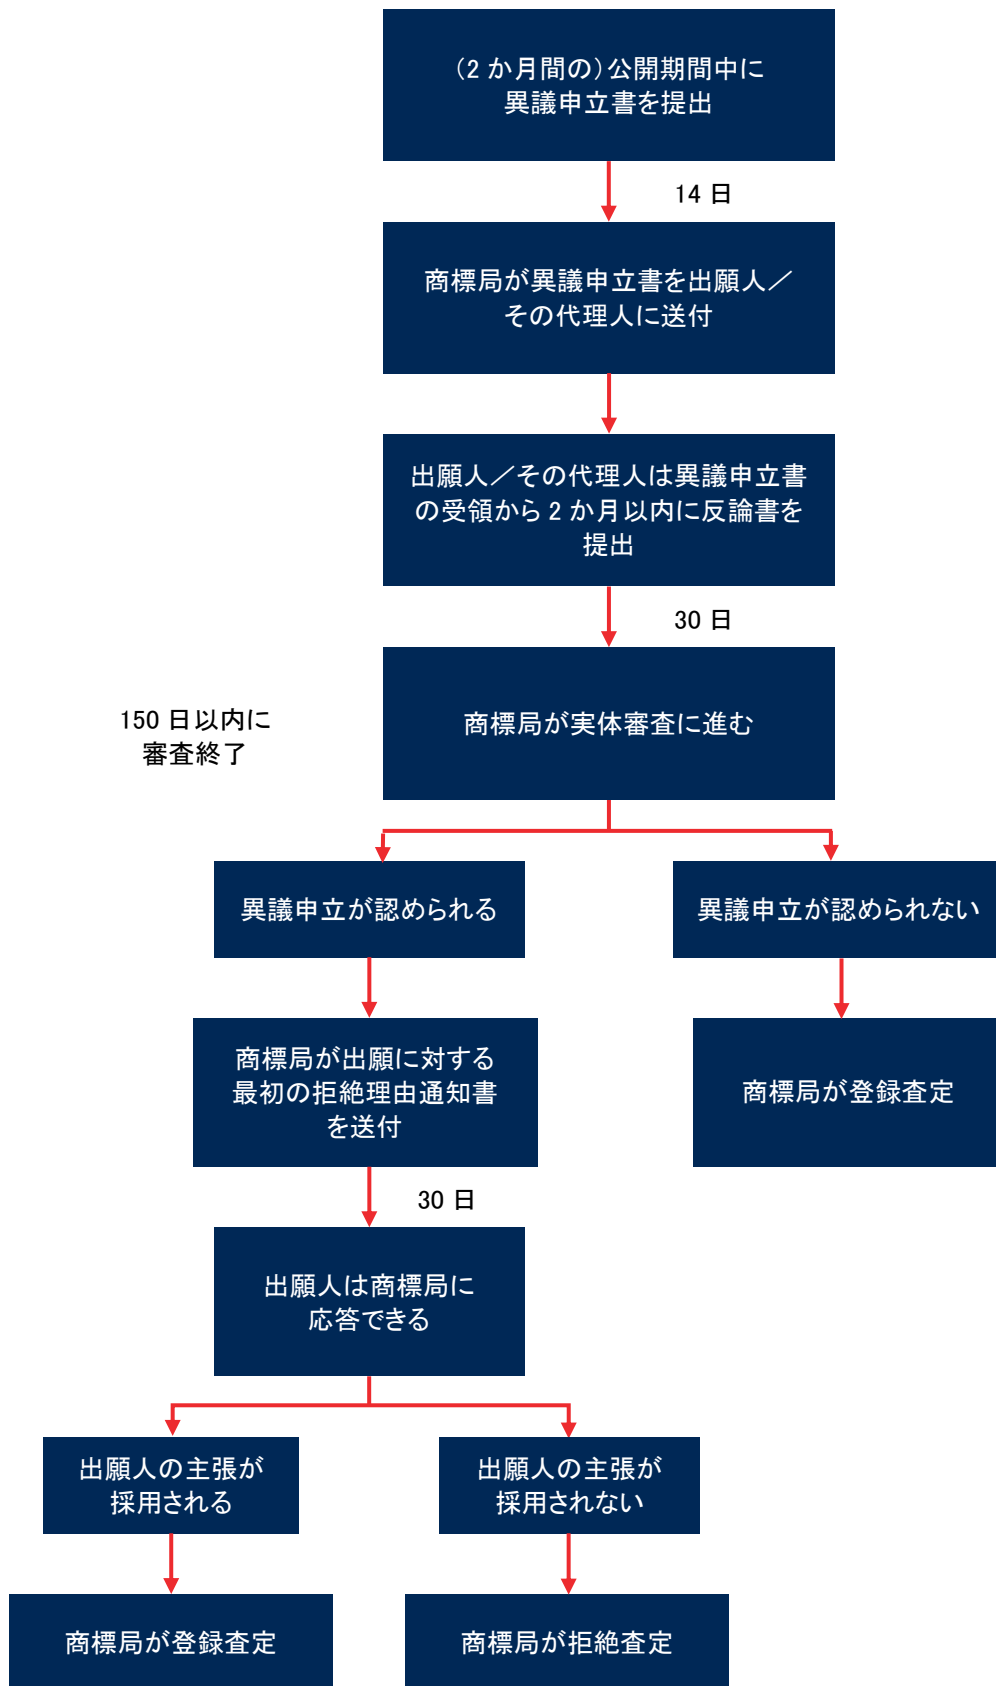 （2 か月間の）公開期間中に
異議申立書を提出
14 日
商標局が異議申立書を出願人／
その代理人に送付
出願人／その代理人は異議申立書
の受領から 2 か月以内に反論書を
提出
30 日
150 日以内に
審査終了
商標局が実体審査に進む
異議申立が認められる
異議申立が認められない
商標局が出願に対する
最初の拒絶理由通知書
を送付
商標局が登録査定
30 日
出願人は商標局に
応答できる
出願人の主張が
採用される
出願人の主張が
採用されない
商標局が登録査定
商標局が拒絶査定